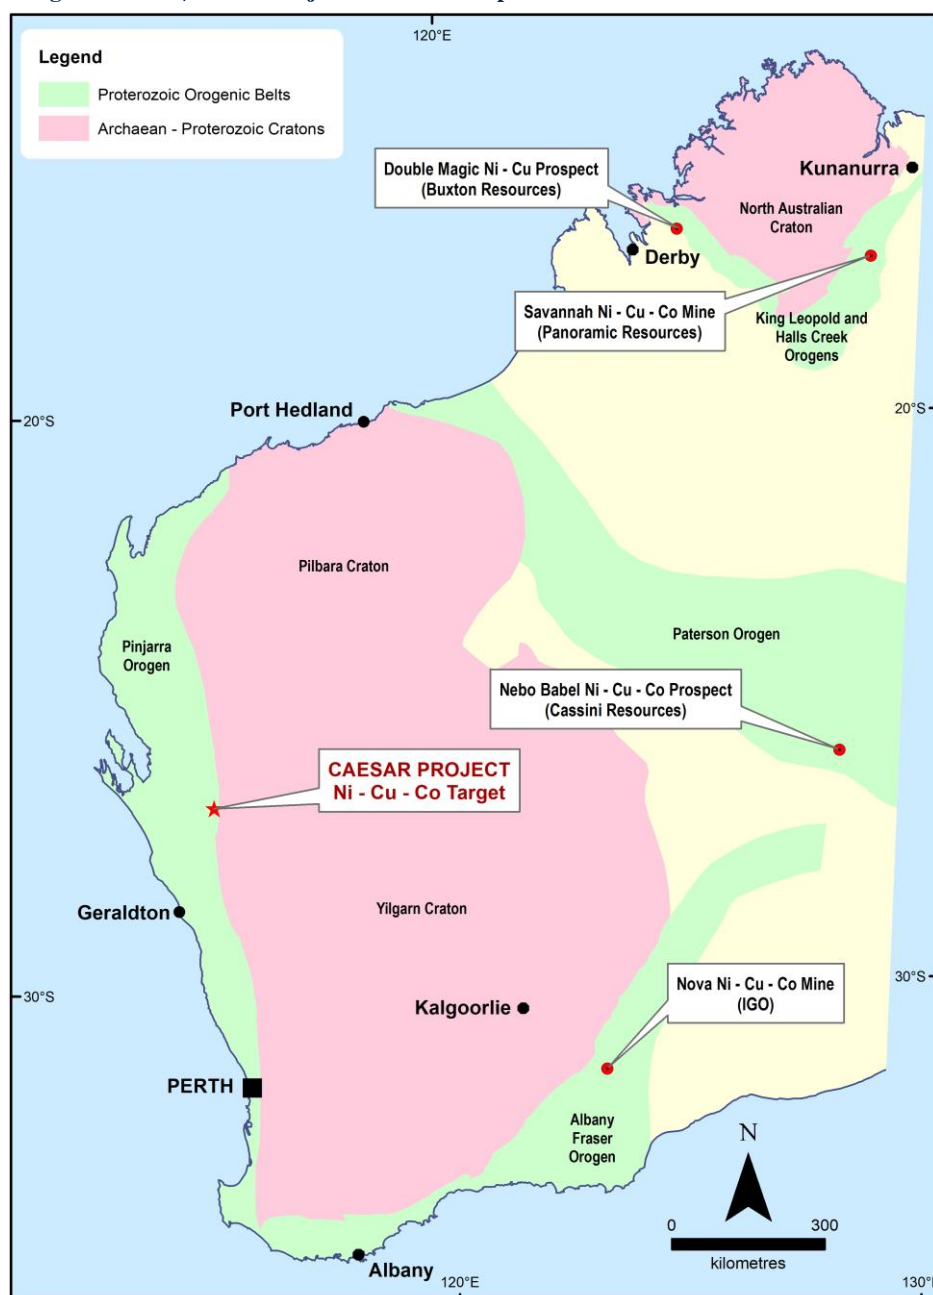 120°E
Legend
Proterozoic Orogenic Belts
Archaean - Proterozoic Cratons
Double Magic Ni - Cu Prospect
(Buxton Resources)
Kunanurra
North Australian
Craton
Derby
Savannah Ni - Cu - Co Mine
(Panoramic Resources)
King Leopold and
Halls Creek
Orogens
Port Hedland
20°S
20°S
Pilbara Craton
Pinjarra
Orogen
Paterson Orogen
Nebo Babel Ni - Cu - Co Prospect
(Cassini Resources)
CAESAR PROJECT
Ni - Cu - Co Target
Geraldton
Yilgarn Craton
30°S
30°S
Nova Ni - Cu - Co Mine
(IGO)
Kalgoorlie
PERTH
Albany
Fraser
Orogen
N
0
300
kilometres
Albany
120°E
130°E